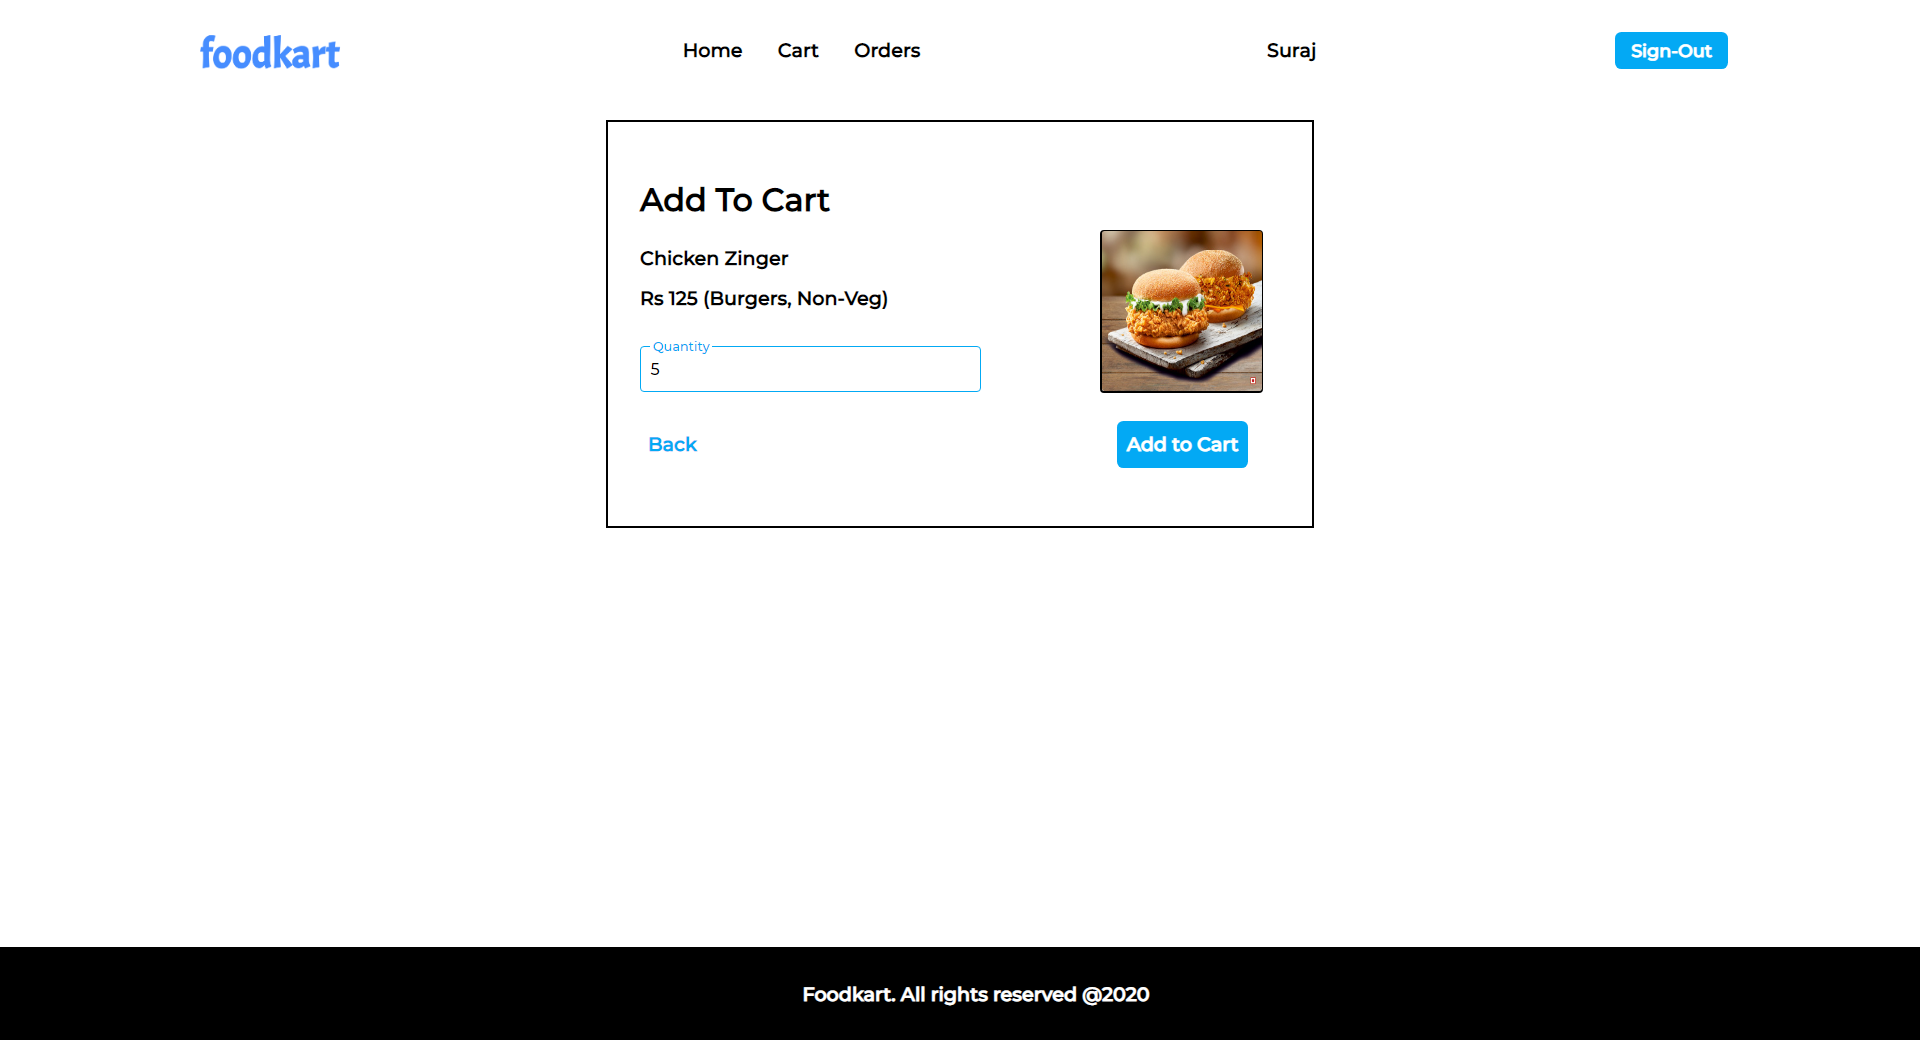 foodkart
Home Cart Orders Suraj Sign-Out
Add To Cart
Chicken Zinger
Rs 125 (Burgers, Non-Veg)
Quantity
5
Back Add to Cart
Foodkart. All rights reserved @2020